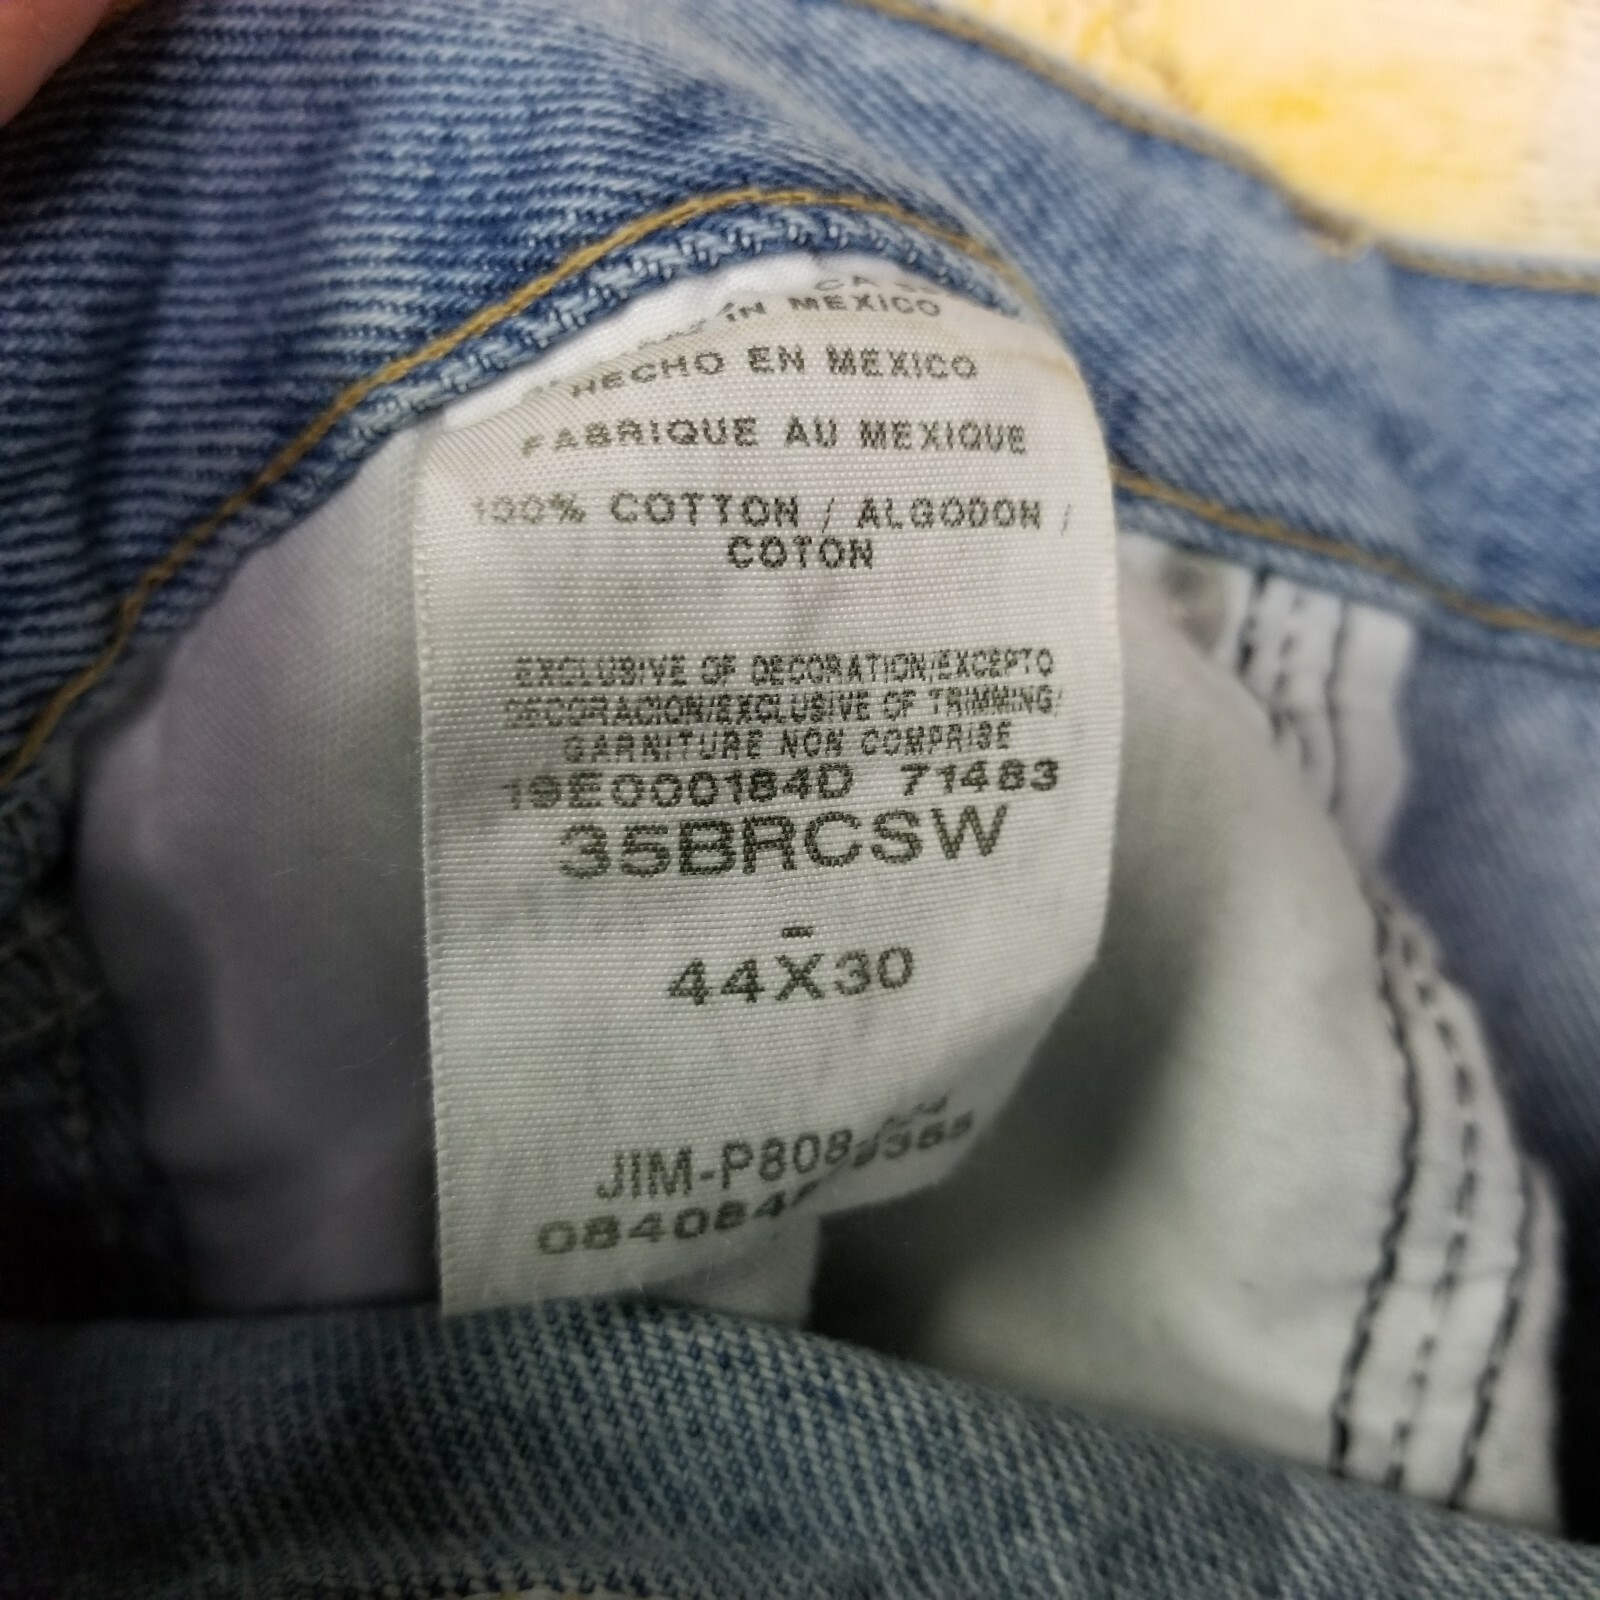 IN MEXICO
HECHO EN MEXICO
FABRIQUE AU MEXIQUE
100% COTTON / ALGODON /
COTON
EXCLUSIVE OF DECORATION/EXCEPTO
DECORACION/EXCLUSIVE OF TRIMMING/
GARNITURE NON COMPRISE
19E000184D 71483
35BRCSW
-
44X30
JIM-P808